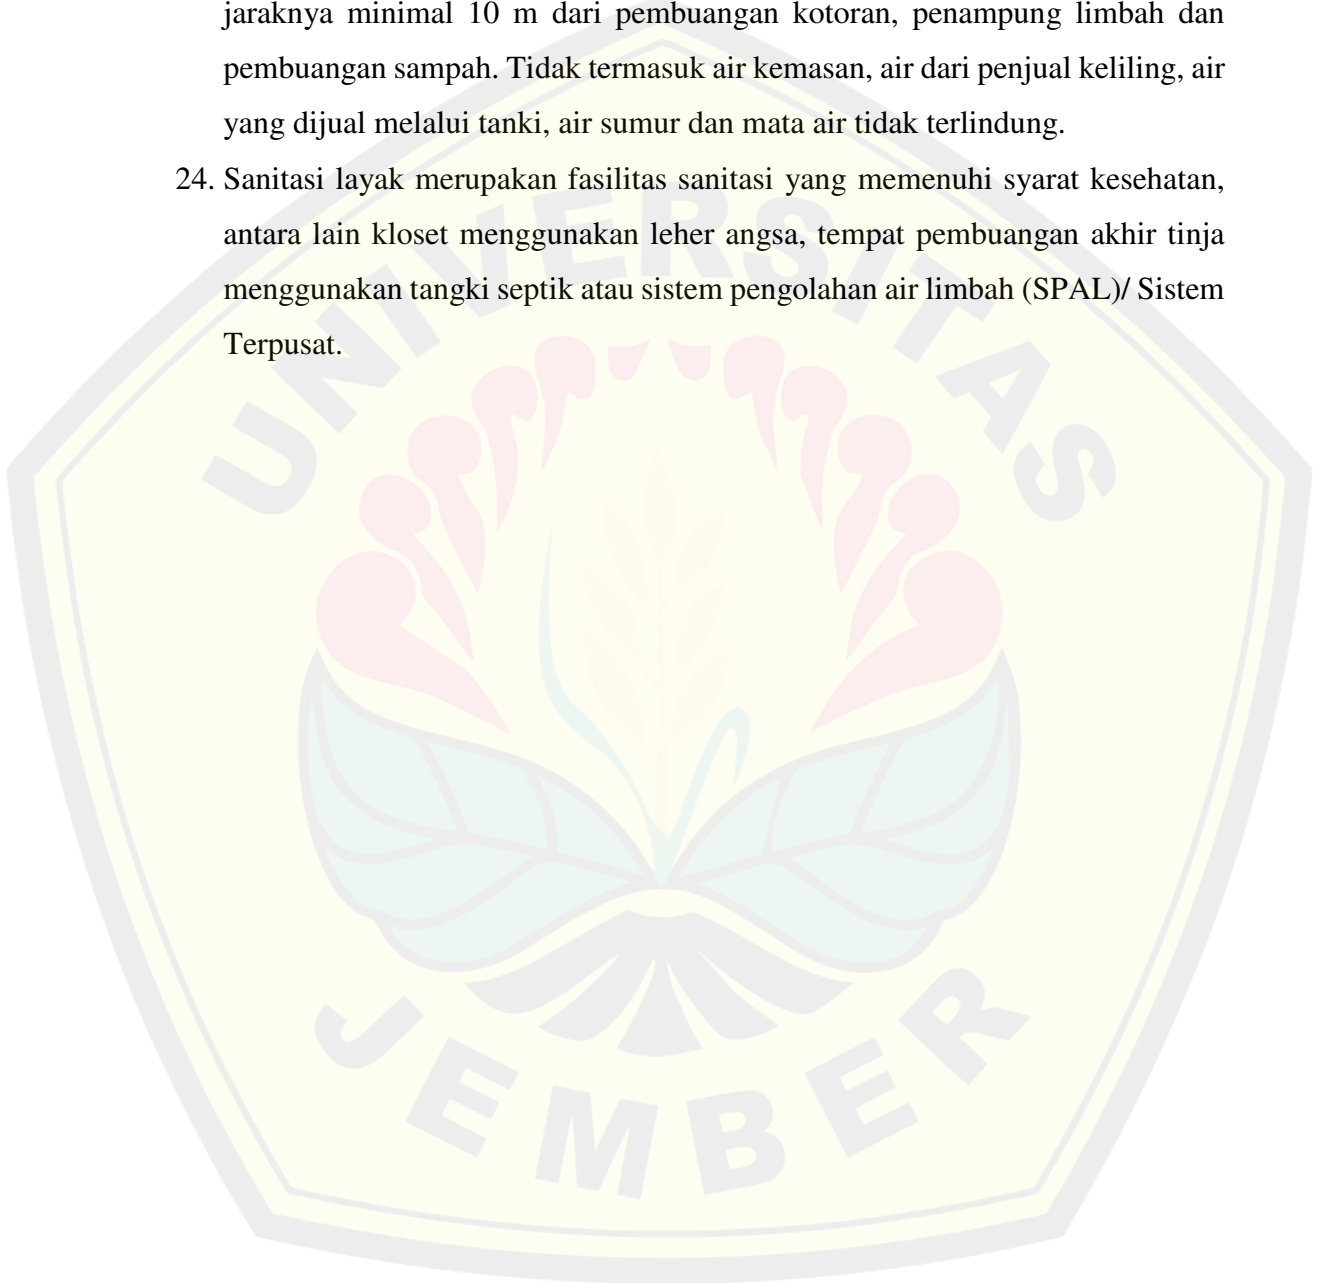 jaraknya minimal 10 m dari pembuangan kotoran, penampung limbah dan
pembuangan sampah. Tidak termasuk air kemasan, air dari penjual keliling, air
yang dijual melalui tanki, air sumur dan mata air tidak terlindung.
24. Sanitasi layak merupakan fasilitas sanitasi yang memenuhi syarat kesehatan,
antara lain kloset menggunakan leher angsa, tempat pembuangan akhir tinja
menggunakan tangki septik atau sistem pengolahan air limbah (SPAL)/ Sistem
Terpusat.
UNIVERSITAS
JEMBER